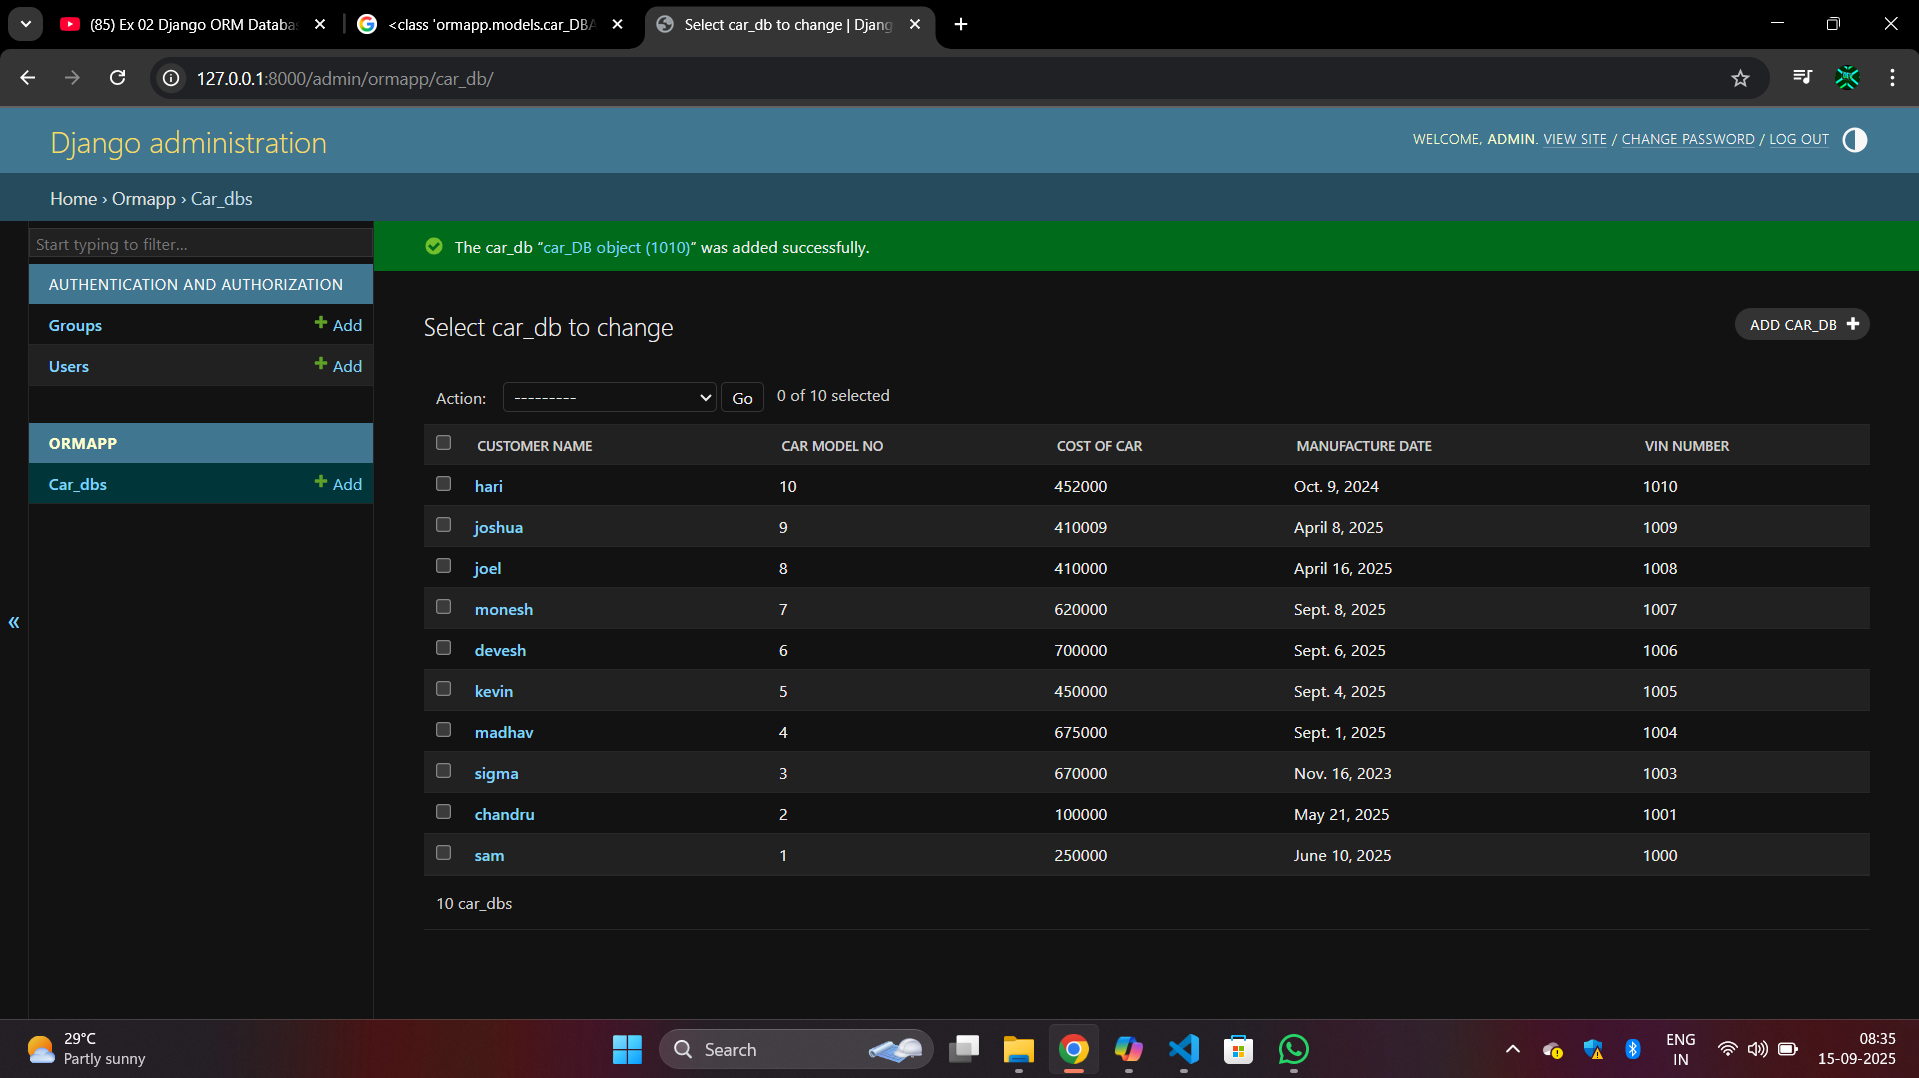 (85) Ex 02 Django ORM Databa
<class 'ormapp.models.car_DBA
Select car_db to change | Djang
127.0.0.1:8000/admin/ormapp/car_db/
Django administration
WELCOME, ADMIN. VIEW SITE / CHANGE PASSWORD / LOG OUT
Home › Ormapp › Car_dbs
Start typing to filter...
AUTHENTICATION AND AUTHORIZATION
Groups + Add
Users + Add
ORMAPP
Car_dbs + Add
«
The car_db “car_DB object (1010)” was added successfully.
Select car_db to change
ADD CAR_DB +
Action: --------- Go 0 of 10 selected
CUSTOMER NAME CAR MODEL NO COST OF CAR MANUFACTURE DATE VIN NUMBER
hari 10 452000 Oct. 9, 2024 1010
joshua 9 410009 April 8, 2025 1009
joel 8 410000 April 16, 2025 1008
monesh 7 620000 Sept. 8, 2025 1007
devesh 6 700000 Sept. 6, 2025 1006
kevin 5 450000 Sept. 4, 2025 1005
madhav 4 675000 Sept. 1, 2025 1004
sigma 3 670000 Nov. 16, 2023 1003
chandru 2 100000 May 21, 2025 1001
sam 1 250000 June 10, 2025 1000
10 car_dbs
29°C
Partly sunny
Search
ENG
IN
08:35
15-09-2025